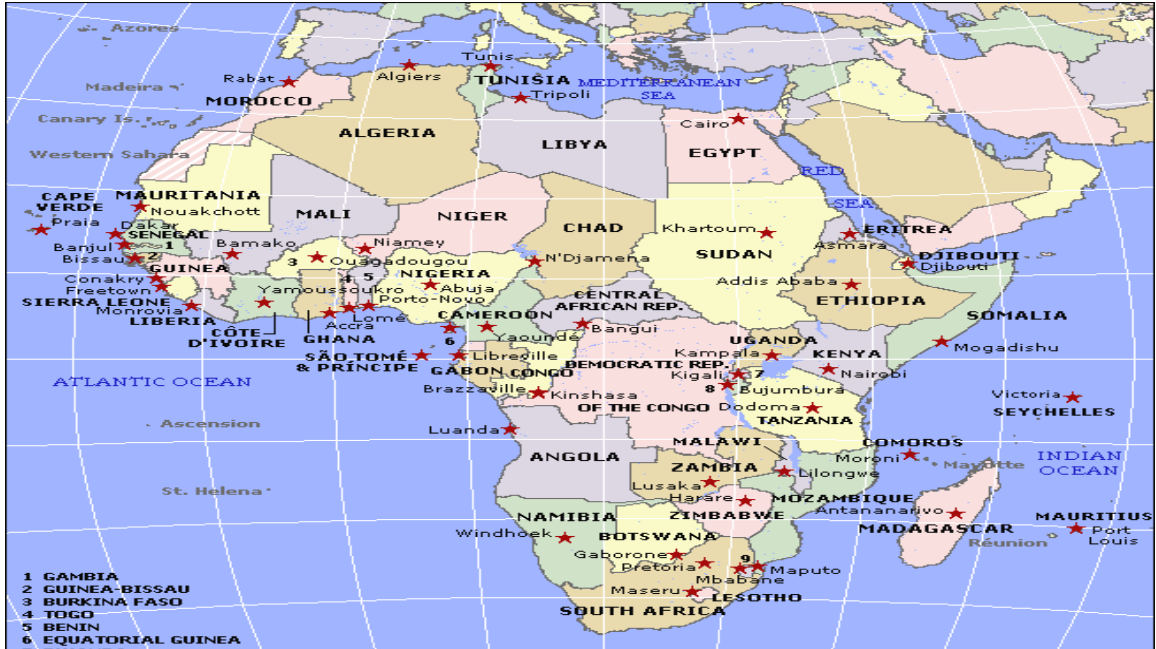 Azores
Tunis
Algiers
Rabat
TUNISIA
MEDITERRANEAN
SEA
Madeira
Tripoli
MOROCCO
Canary Is.
Cairo
ALGERIA
LIBYA
EGYPT
Western Sahara
RED
SEA
CAPE
VERDE
MAURITANIA
Nouakchott
MALI
NIGER
CHAD
Praia
Dakar
SENEGAL
Khartoum
ERITREA
Asmara
Banjul
1
Bamako
Niamey
SUDAN
Bissau
2
3
Ouagadougou
N'Djamena
DJIBOUTI
Djibouti
GUINEA
NIGERIA
Conakry
4
5
Abuja
Addis Ababa
Freetown
Yamoussoukro
Porto-Novo
CENTRAL
AFRICAN REP.
ETHIOPIA
SIERRA LEONE
Monrovia
LIBERIA
CÔTE
D'IVOIRE
Lomé
Accra
GHANA
CAMEROON
6
Yaoundé
Bangui
SOMALIA
Mogadishu
UGANDA
KENYA
SÃO TOMÉ
& PRÍNCIPE
Libreville
Kampala
GABON
CONGO
DEMOCRATIC REP.
OF THE CONGO
Kigali
7
Nairobi
ATLANTIC OCEAN
Brazzaville
Kinshasa
8
Bujumbura
Victoria
SEYCHELLES
Dodoma
TANZANIA
Ascension
Luanda
MALAWI
COMOROS
Moroni
Mayotte
INDIAN
OCEAN
ANGOLA
ZAMBIA
Lilongwe
Lusaka
St. Helena
Harare
MOZAMBIQUE
Antananarivo
NAMIBIA
ZIMBABWE
MADAGASCAR
MAURITIUS
Port
Louis
Windhoek
BOTSWANA
Réunion
Gaborone
Pretoria
9
Maputo
Mbabane
Maseru
LESOTHO
SOUTH AFRICA
1 GAMBIA
2 GUINEA-BISSAU
3 BURKINA FASO
4 TOGO
5 BENIN
6 EQUATORIAL GUINEA